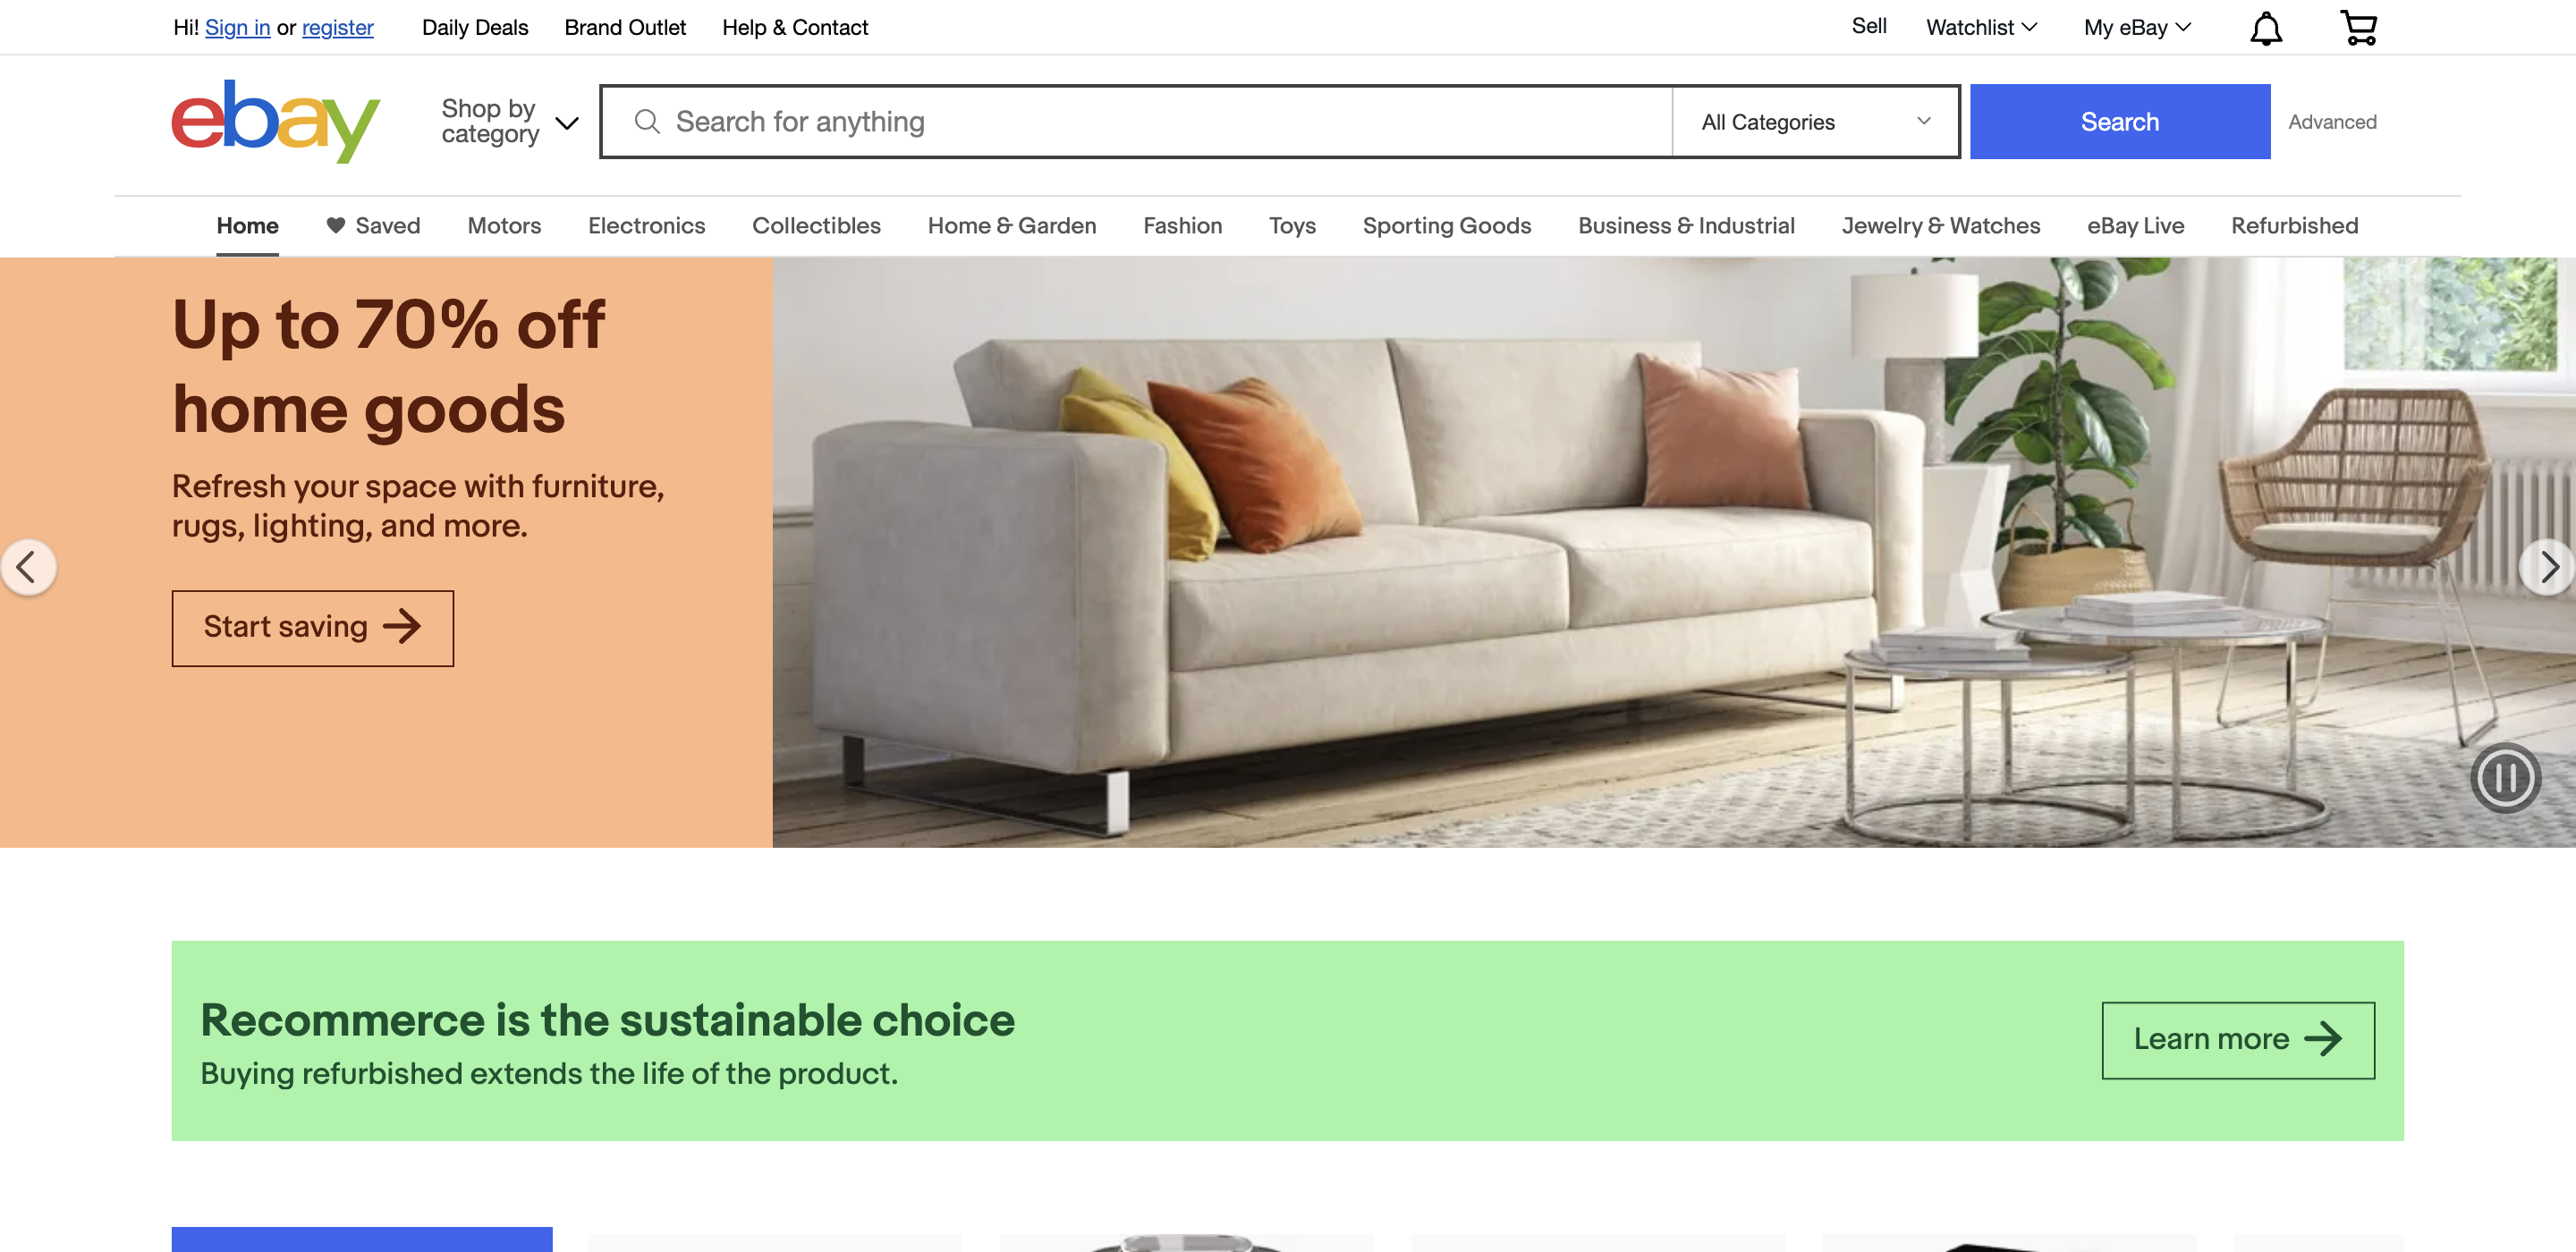 Hi! Sign in or register Daily Deals Brand Outlet Help & Contact Sell Watchlist My eBay
ebay
Shop by
category
Search for anything All Categories Search Advanced
Home Saved Motors Electronics Collectibles Home & Garden Fashion Toys Sporting Goods Business & Industrial Jewelry & Watches eBay Live Refurbished
Up to 70% off
home goods
Refresh your space with furniture,
rugs, lighting, and more.
Start saving
Recommerce is the sustainable choice
Buying refurbished extends the life of the product.
Learn more